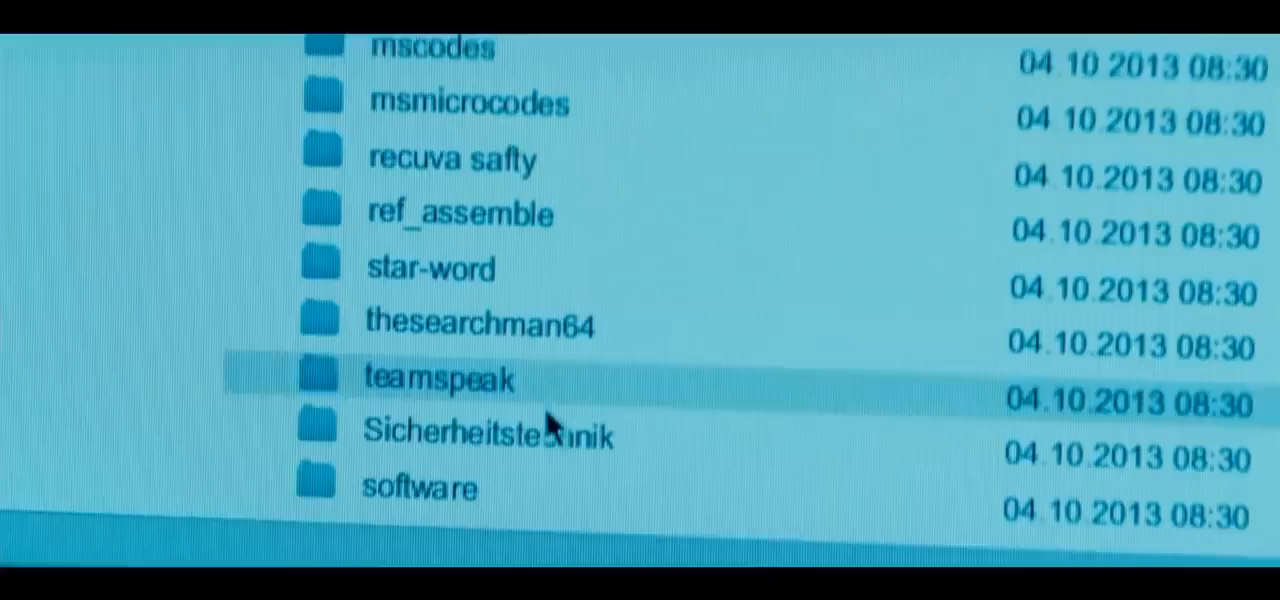 mscodes 04.10.2013 08:30
msmicrocodes 04.10.2013 08:30
recuva safty 04.10.2013 08:30
ref_assemble 04.10.2013 08:30
star-word 04.10.2013 08:30
thesearchman64 04.10.2013 08:30
teamspeak 04.10.2013 08:30
Sicherheitstechnik 04.10.2013 08:30
software 04.10.2013 08:30